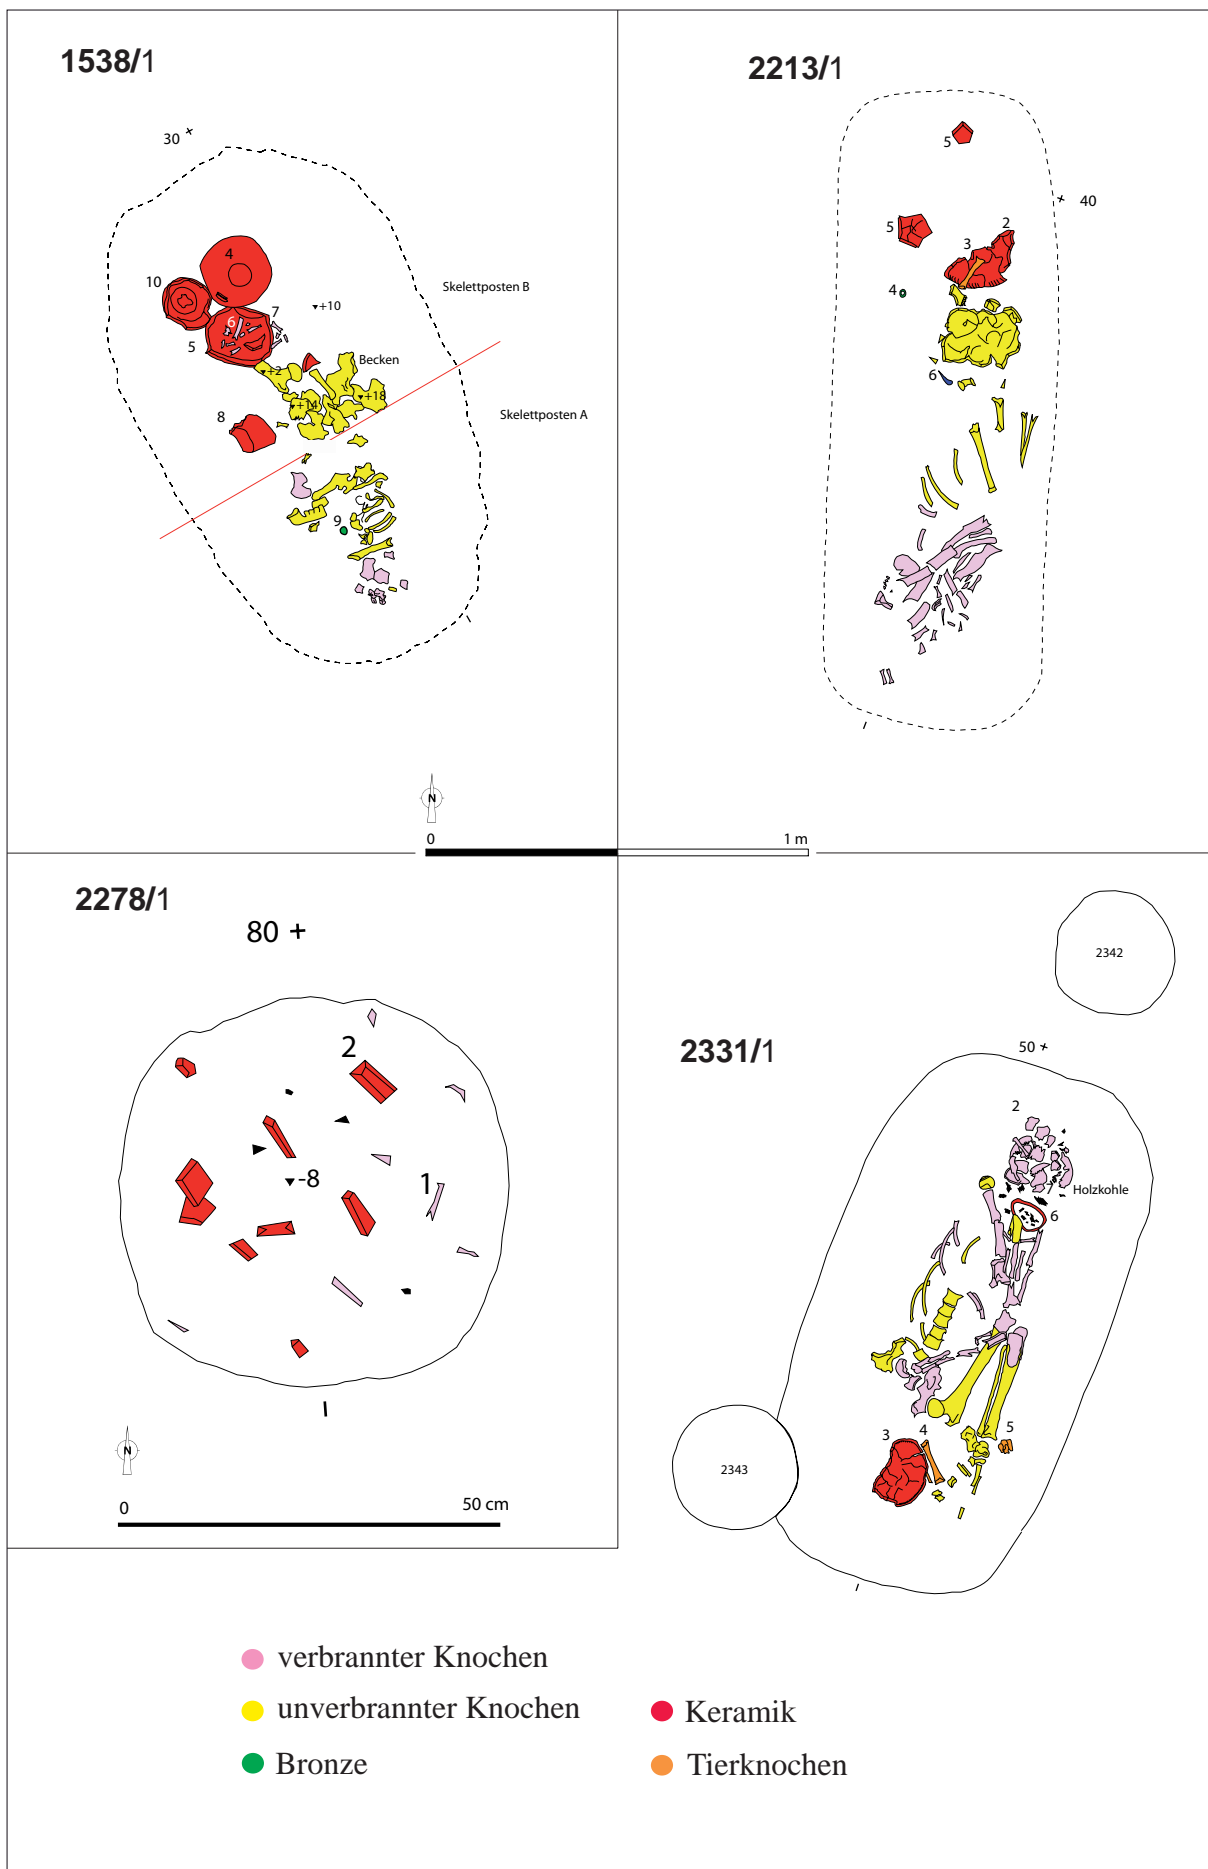 1538/1
30
4
10
7
+10
6
5
+2
Becken
+18
+14
8
Skelettposten B
Skelettposten A
9
N
0
1 m
2213/1
5
40
5
2
3
4
6
2278/1
80 +
2
-8
1
N
0
50 cm
2342
2331/1
50
2
7
Holzkohle
6
3
4
5
2343
verbrannter Knochen
unverbrannter Knochen
Keramik
Bronze
Tierknochen